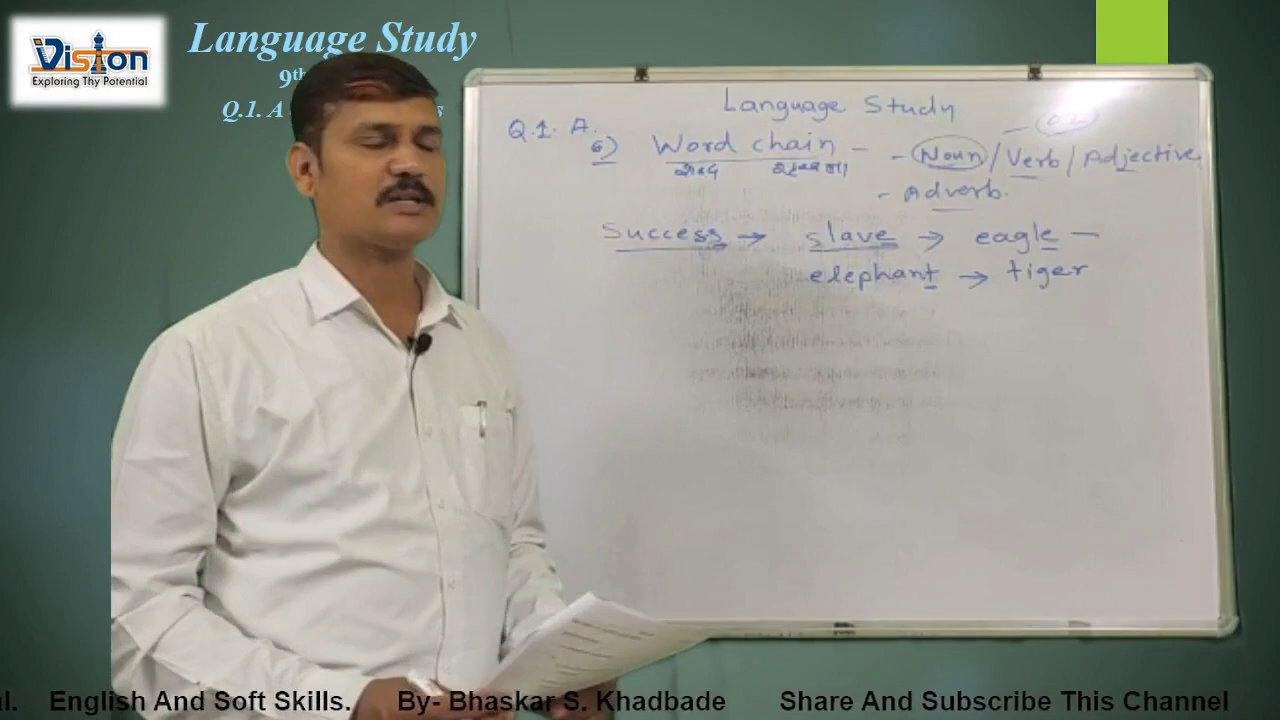 Vision
Exploring Thy Potential
Language Study
9th
Q.1. A
Language Study
Q.1. A.
6) Word chain - - Noun / Verb / Adjective
शब्द
- Adverb.
Success → slave → eagle —
elephant → tiger
English And Soft Skills. By- Bhaskar S. Khadbade Share And Subscribe This Channel